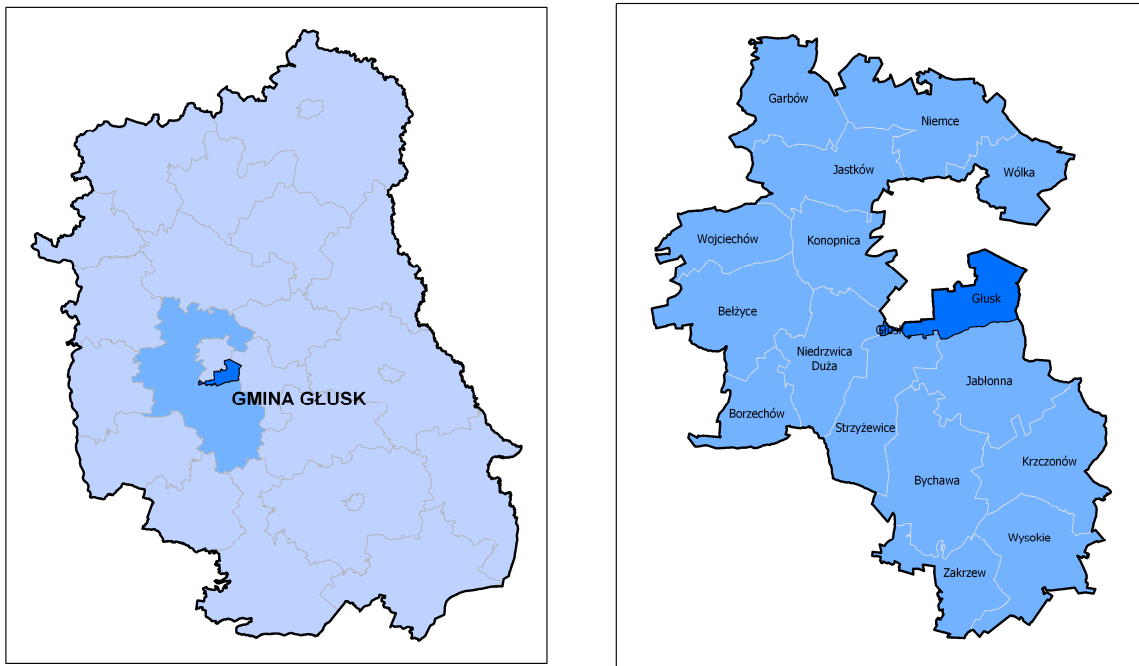 GMINA GŁUSK
Garbów
Niemce
Jastków
Wólka
Wojciechów
Konopnica
Głusk
Bełżyce
Głusk
Niedrzwica
Duża
Jabłonna
Borzechów
Strzyżewice
Krzczonów
Bychawa
Wysokie
Zakrzew